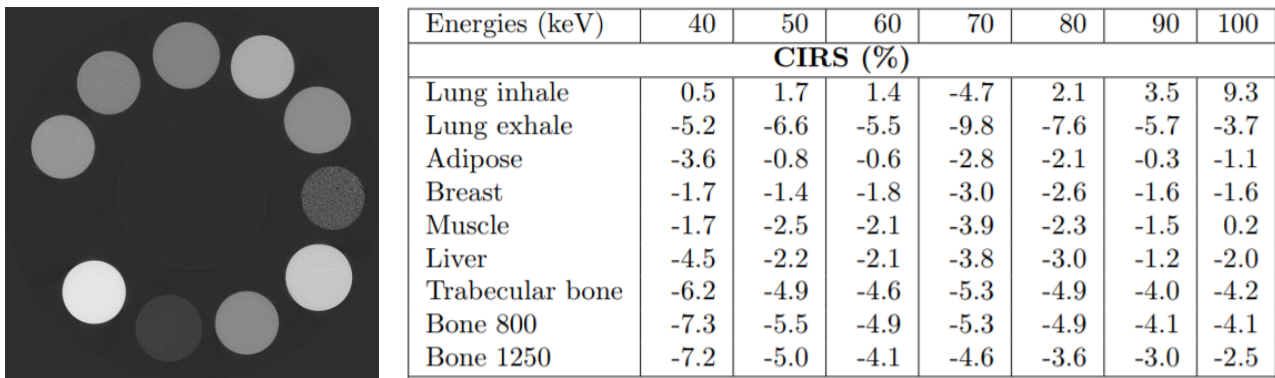 Energies (keV) 40 50 60 70 80 90 100
CIRS (%)
Lung inhale 0.5 1.7 1.4 -4.7 2.1 3.5 9.3
Lung exhale -5.2 -6.6 -5.5 -9.8 -7.6 -5.7 -3.7
Adipose -3.6 -0.8 -0.6 -2.8 -2.1 -0.3 -1.1
Breast -1.7 -1.4 -1.8 -3.0 -2.6 -1.6 -1.6
Muscle -1.7 -2.5 -2.1 -3.9 -2.3 -1.5 0.2
Liver -4.5 -2.2 -2.1 -3.8 -3.0 -1.2 -2.0
Trabecular bone -6.2 -4.9 -4.6 -5.3 -4.9 -4.0 -4.2
Bone 800 -7.3 -5.5 -4.9 -5.3 -4.9 -4.1 -4.1
Bone 1250 -7.2 -5.0 -4.1 -4.6 -3.6 -3.0 -2.5